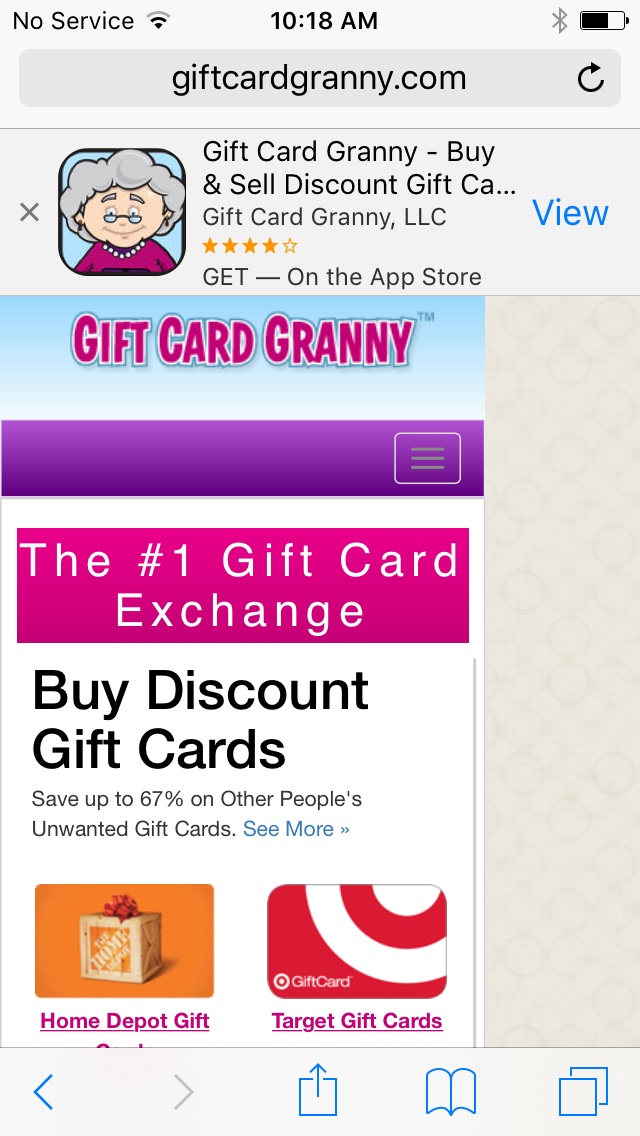 No Service 10:18 AM
giftcardgranny.com
Gift Card Granny - Buy
& Sell Discount Gift Ca...
Gift Card Granny, LLC
View
GET — On the App Store
GIFT CARD GRANNY™
The #1 Gift Card
Exchange
Buy Discount
Gift Cards
Save up to 67% on Other People's
Unwanted Gift Cards. See More »
THE
HOME
DEPOT
GiftCard
Home Depot Gift
Target Gift Cards